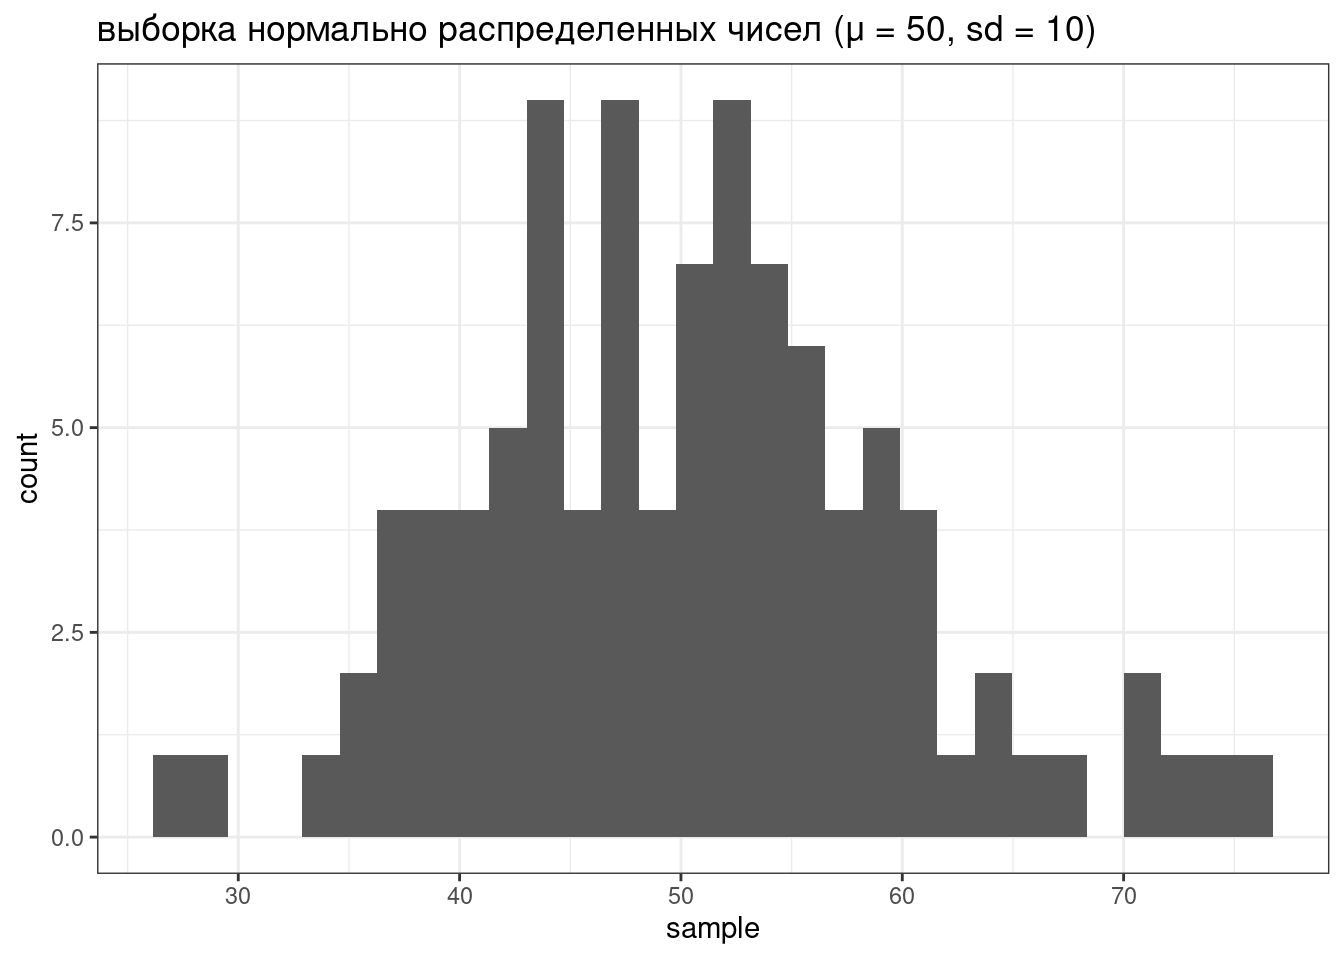 выборка нормально распределенных чисел (μ = 50, sd = 10)
7.5
5.0
2.5
0.0
count
30 40 50 60 70
sample